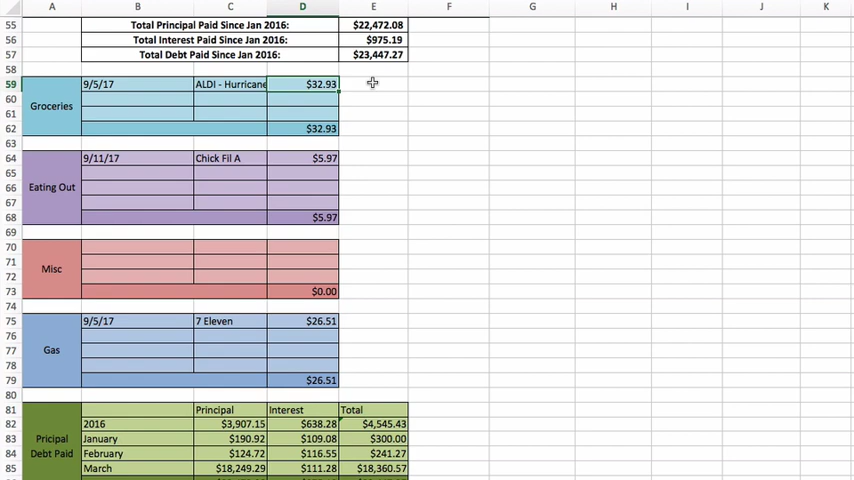 A B C D E F G H I J K
55 Total Principal Paid Since Jan 2016: $22,472.08
56 Total Interest Paid Since Jan 2016: $975.19
57 Total Debt Paid Since Jan 2016: $23,447.27
58
59 9/5/17 ALDI - Hurricane $32.93
60
Groceries
61
62 $32.93
63
64 9/11/17 Chick Fil A $5.97
65
66
Eating Out
67
68 $5.97
69
70
71
Misc
72
73 $0.00
74
75 9/5/17 7 Eleven $26.51
76
77
Gas
78
79 $26.51
80
81 Principal Interest Total
82 2016 $3,907.15 $638.28 $4,545.43
83 Pricipal January $190.92 $109.08 $300.00
84 Debt Paid February $124.72 $116.55 $241.27
85 March $18,249.29 $111.28 $18,360.57